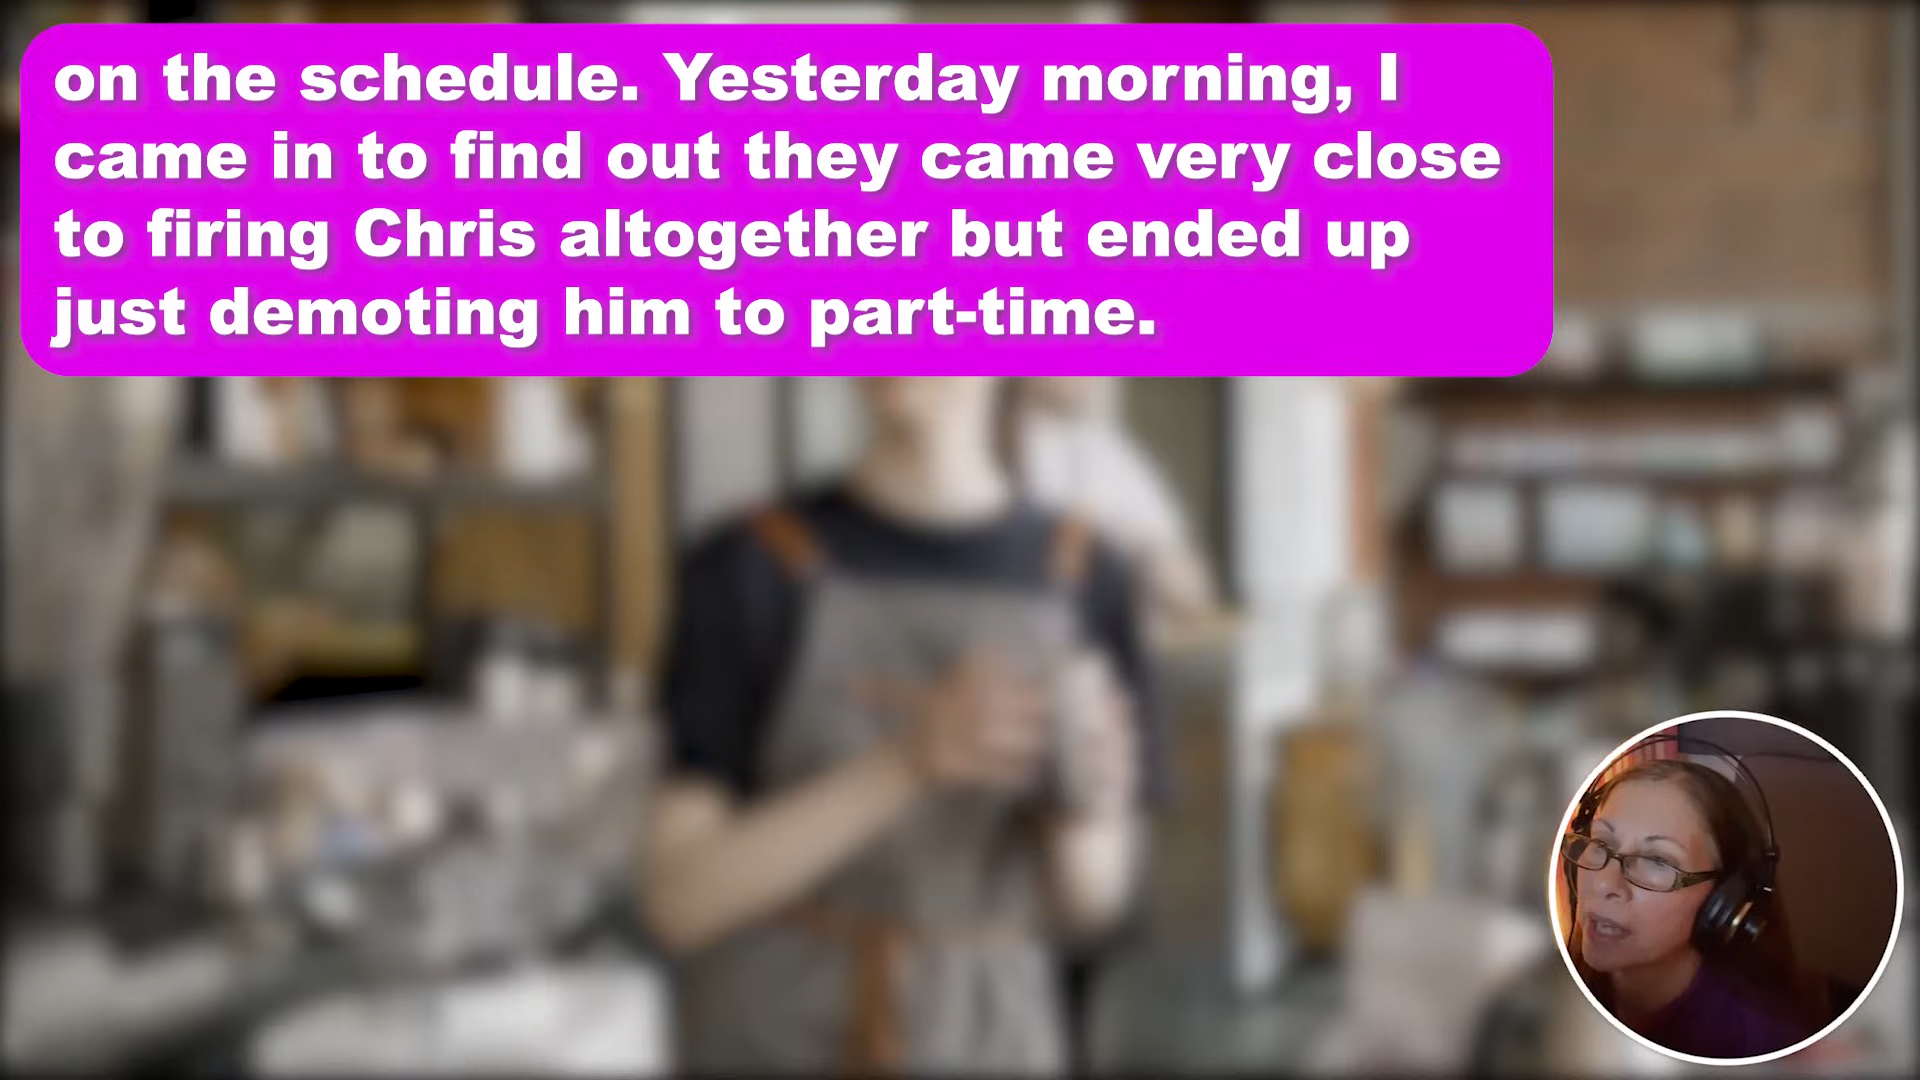 on the schedule. Yesterday morning, I
came in to find out they came very close
to firing Chris altogether but ended up
just demoting him to part-time.